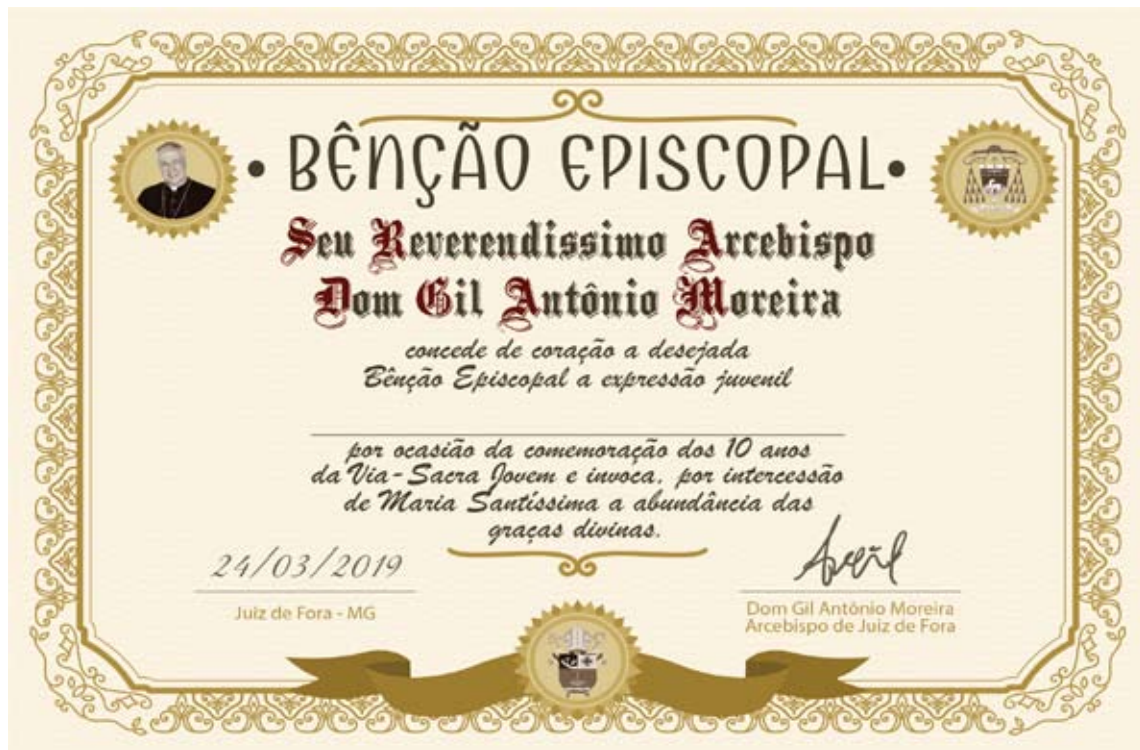 • BÊNÇÃO EPISCOPAL •
Seu Reverendissimo Arcebispo
Dom Gil Antônio Moreira
concede de coração a desejada
Bênção Episcopal a expressão juvenil
por ocasião da comemoração dos 10 anos
da Via-Sacra Jovem e invoca, por intercessão
de Maria Santíssima a abundância das
graças divinas.
24/03/2019
Juiz de Fora - MG
Dom Gil Antônio Moreira
Arcebispo de Juiz de Fora